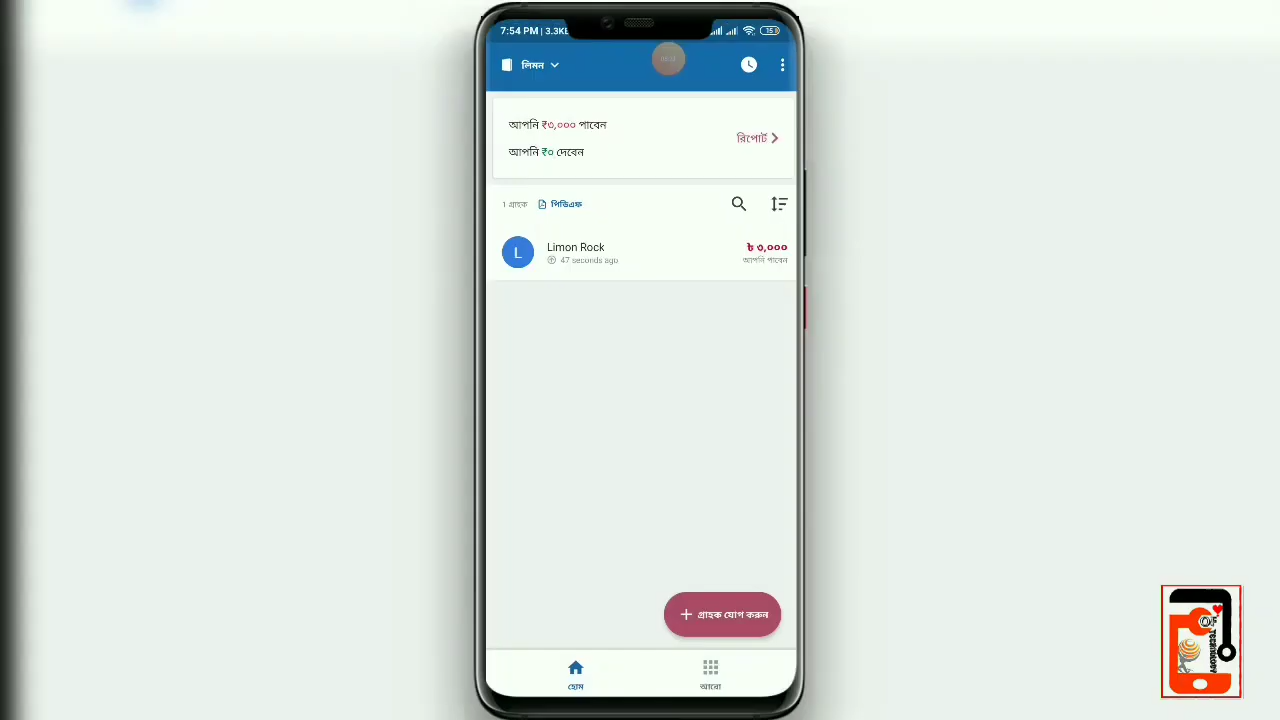 7:54 PM | 3.3KE
লিমন
আপনি ₹৩,০০০ পাবেন
রিপোর্ট
আপনি ₹০ দেবেন
1 গ্রাহক
পিডিএফ
L
Limon Rock
৳ ৩,০০০
47 seconds ago
আপনি পাবেন
+ গ্রাহক যোগ করুন
হোম
আরো